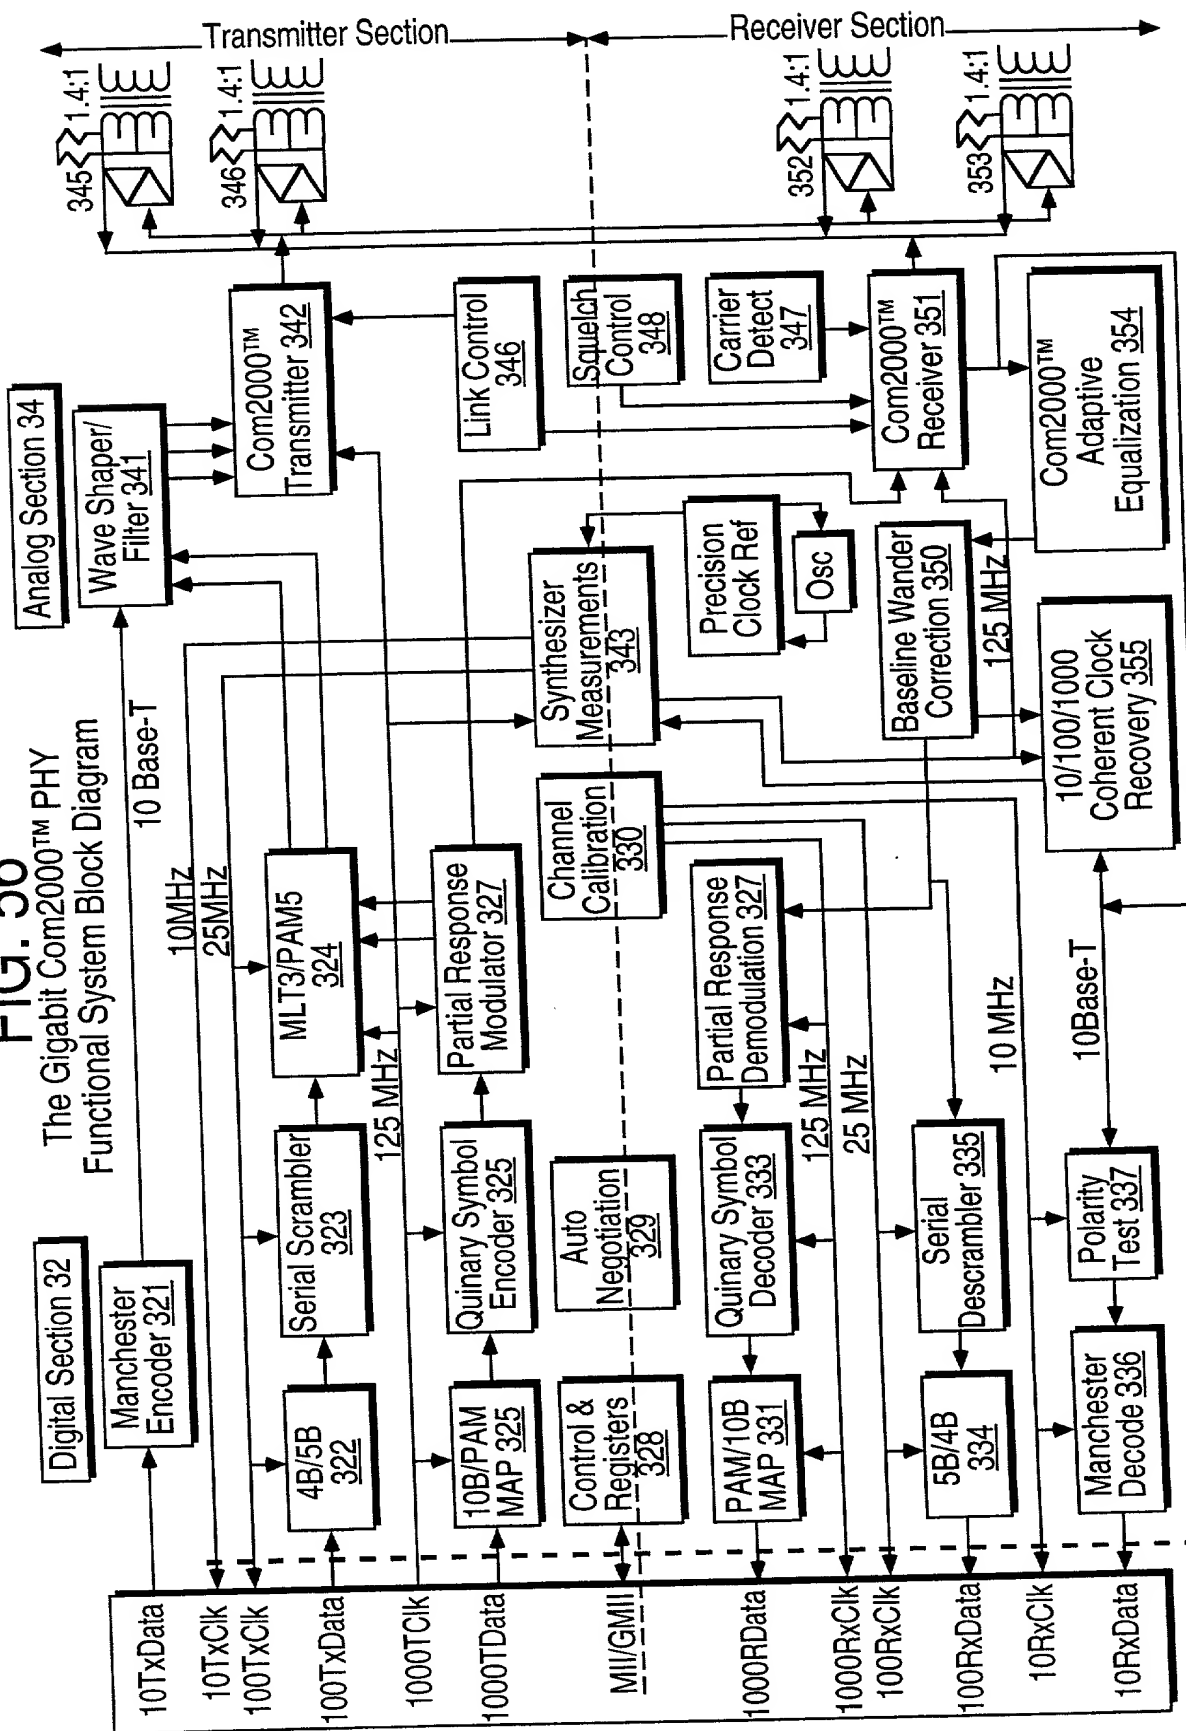 FIG. 56
The Gigabit Com2000™ PHY
Functional System Block Diagram
Digital Section 32
Analog Section 34
Transmitter Section
Receiver Section
10TxData
10TxClk
100TxClk
100TxData
1000TClk
1000TData
MII/GMII
1000RData
1000RxClk
100RxClk
100RxData
10RxClk
10RxData
Manchester
Encoder 321
10 Base-T
Wave Shaper/
Filter 341
10MHz
25MHz
4B/5B
322
Serial Scrambler
323
MLT3/PAM5
324
Com2000™
Transmitter 342
345
1.4:1
346
1.4:1
125 MHz
10B/PAM
MAP 325
Quinary Symbol
Encoder 325
Partial Response
Modulator 327
Link Control
346
Control &
Registers
328
Auto
Negotiation
329
Channel
Calibration
330
Synthesizer
Measurements
343
Squelch
Control
348
Precision
Clock Ref
Osc
Carrier
Detect
347
PAM/10B
MAP 331
Quinary Symbol
Decoder 333
Partial Response
Demodulation 327
125 MHz
25 MHz
Baseline Wander
Correction 350
Com2000™
Receiver 351
352
1.4:1
353
1.4:1
5B/4B
334
Serial
Descrambler 335
10 MHz
125 MHz
Com2000™
Adaptive
Equalization 354
Manchester
Decode 336
Polarity
Test 337
10Base-T
10/100/1000
Coherent Clock
Recovery 355